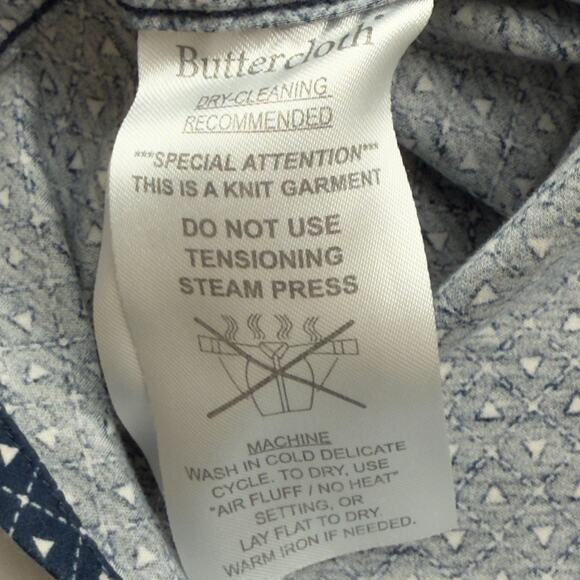 Buttercloth®
DRY-CLEANING
RECOMMENDED
***SPECIAL ATTENTION***
THIS IS A KNIT GARMENT
DO NOT USE
TENSIONING
STEAM PRESS
MACHINE
WASH IN COLD DELICATE
CYCLE. TO DRY, USE
"AIR FLUFF / NO HEAT"
SETTING, OR
LAY FLAT TO DRY.
WARM IRON IF NEEDED.